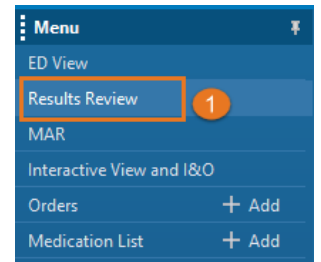 Menu
ED View
Results Review 1
MAR
Interactive View and I&O
Orders + Add
Medication List + Add